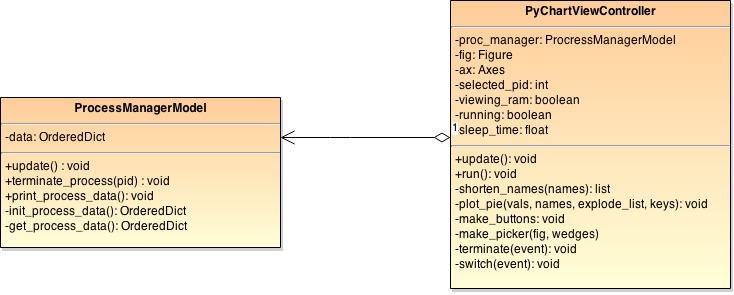 ProcessManagerModel
-data: OrderedDict
+update() : void
+terminate_process(pid) : void
+print_process_data(): void
-init_process_data(): OrderedDict
-get_process_data(): OrderedDict
PyChartViewController
-proc_manager: ProcressManagerModel
-fig: Figure
-ax: Axes
-selected_pid: int
-viewing_ram: boolean
-running: boolean
1
sleep_time: float
+update(): void
+run(): void
-shorten_names(names): list
-plot_pie(vals, names, explode_list, keys): void
-make_buttons: void
-make_picker(fig, wedges)
-terminate(event): void
-switch(event): void